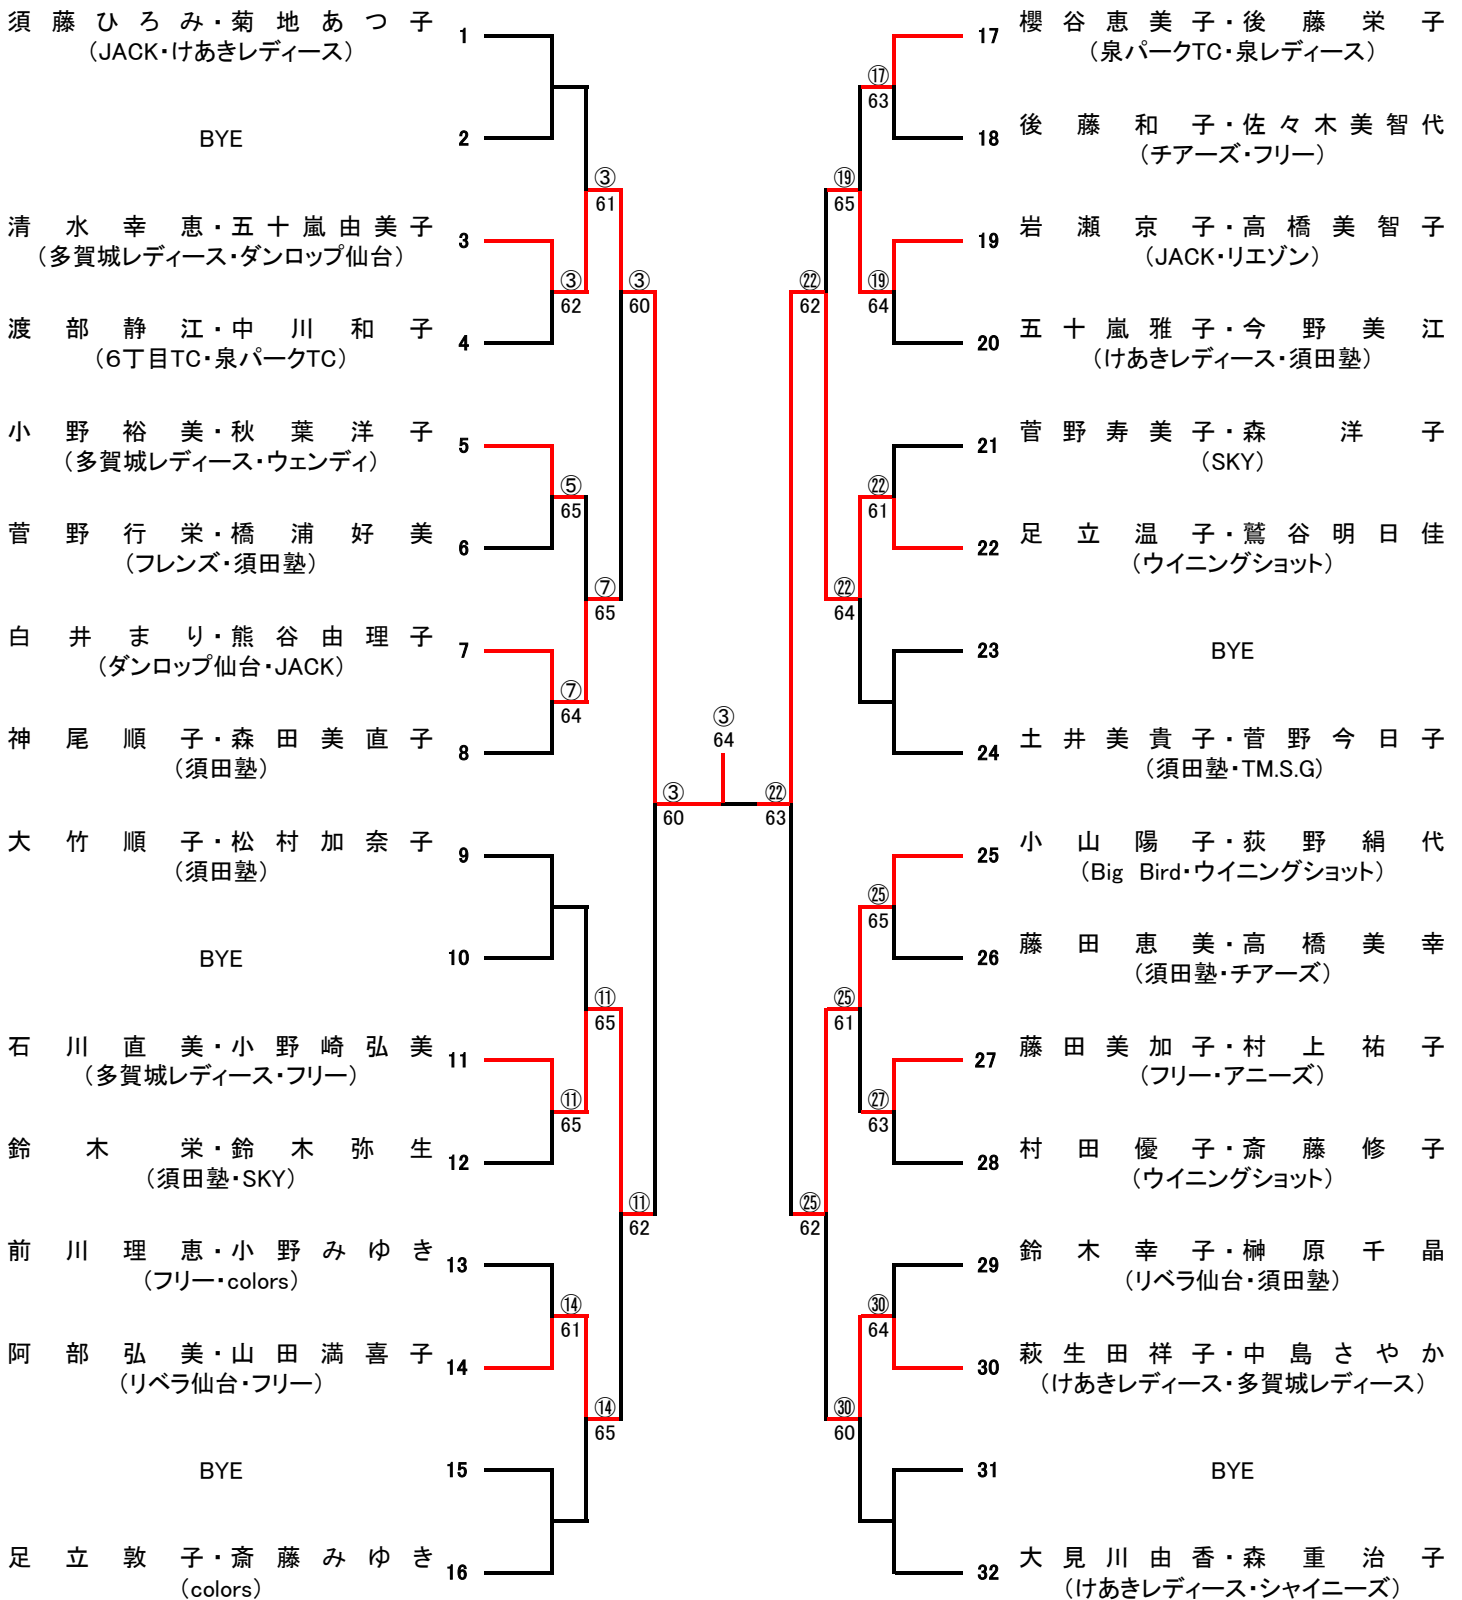 須藤ひろみ・菊地あつ子
（JACK・けあきレディース）
1
BYE
2
清水幸恵・五十嵐由美子
（多賀城レディース・ダンロップ仙台）
3
渡部静江・中川和子
（６丁目TC・泉パークTC）
4
小野裕美・秋葉洋子
（多賀城レディース・ウェンディ）
5
菅野行栄・橋浦好美
（フレンズ・須田塾）
6
白井まり・熊谷由理子
（ダンロップ仙台・JACK）
7
神尾順子・森田美直子
（須田塾）
8
大竹順子・松村加奈子
（須田塾）
9
BYE
10
石川直美・小野崎弘美
（多賀城レディース・フリー）
11
鈴木栄・鈴木弥生
（須田塾・SKY）
12
前川理恵・小野みゆき
（フリー・colors）
13
阿部弘美・山田満喜子
（リベラ仙台・フリー）
14
BYE
15
足立敦子・斎藤みゆき
（colors）
16
③
62
⑤
65
⑦
64
⑪
65
⑭
61
③
61
⑦
65
⑪
65
⑭
65
③
60
⑪
62
③
60
③
64
㉒
63
㉒
62
㉕
62
⑲
65
㉒
64
㉕
61
㉚
60
⑰
63
⑲
64
㉒
61
㉕
65
㉗
63
㉚
64
17
櫻谷恵美子・後藤栄子
（泉パークTC・泉レディース）
18
後藤和子・佐々木美智代
（チアーズ・フリー）
19
岩瀬京子・高橋美智子
（JACK・リエゾン）
20
五十嵐雅子・今野美江
（けあきレディース・須田塾）
21
菅野寿美子・森洋子
（SKY）
22
足立温子・鷲谷明日佳
（ウイニングショット）
23
BYE
24
土井美貴子・菅野今日子
（須田塾・TM.S.G）
25
小山陽子・荻野絹代
（Big Bird・ウイニングショット）
26
藤田恵美・高橋美幸
（須田塾・チアーズ）
27
藤田美加子・村上祐子
（フリー・アニーズ）
28
村田優子・斎藤修子
（ウイニングショット）
29
鈴木幸子・榊原千晶
（リベラ仙台・須田塾）
30
萩生田祥子・中島さやか
（けあきレディース・多賀城レディース）
31
BYE
32
大見川由香・森重治子
（けあきレディース・シャイニーズ）